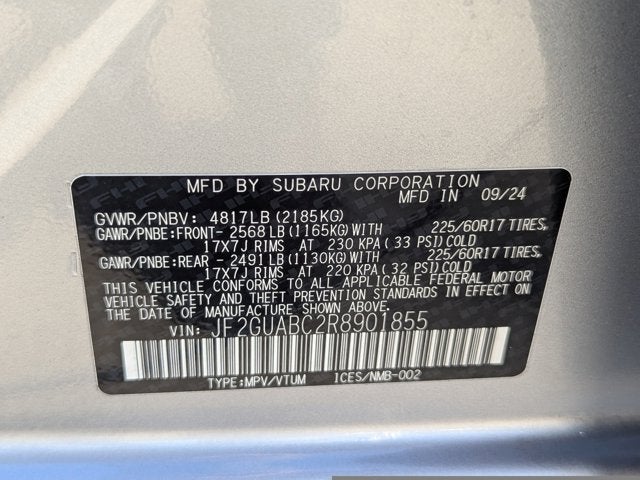 MFD BY SUBARU CORPORATION
MFD IN 09/24
GVWR/PNBV: 4817LB (2185KG)
GAWR/PNBE:FRONT- 2568 LB (1165KG) WITH 225/60R17 TIRES,
17X7J RIMS AT 230 KPA ( 33 PSI) COLD
GAWR/PNBE:REAR - 2491 LB (1130KG) WITH 225/60R17 TIRES,
17X7J RIMS AT 220 KPA ( 32 PSI) COLD
THIS VEHICLE CONFORMS TO ALL APPLICABLE FEDERAL MOTOR
VEHICLE SAFETY AND THEFT PREVENTION STANDARDS IN EFFECT ON
THE DATE OF MANUFACTURE SHOWN ABOVE.
VIN: JF2GUABC2R8901855
TYPE:MPV/VTUM ICES/NMB-002